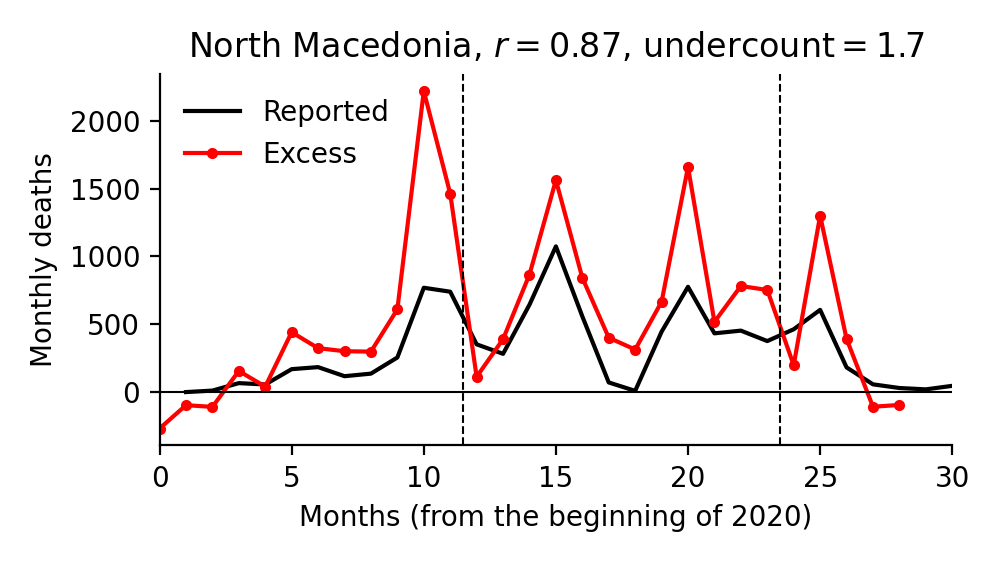 North Macedonia, r = 0.87, undercount = 1.7
Reported
Excess
Monthly deaths
2000
1500
1000
500
0
0 5 10 15 20 25 30
Months (from the beginning of 2020)